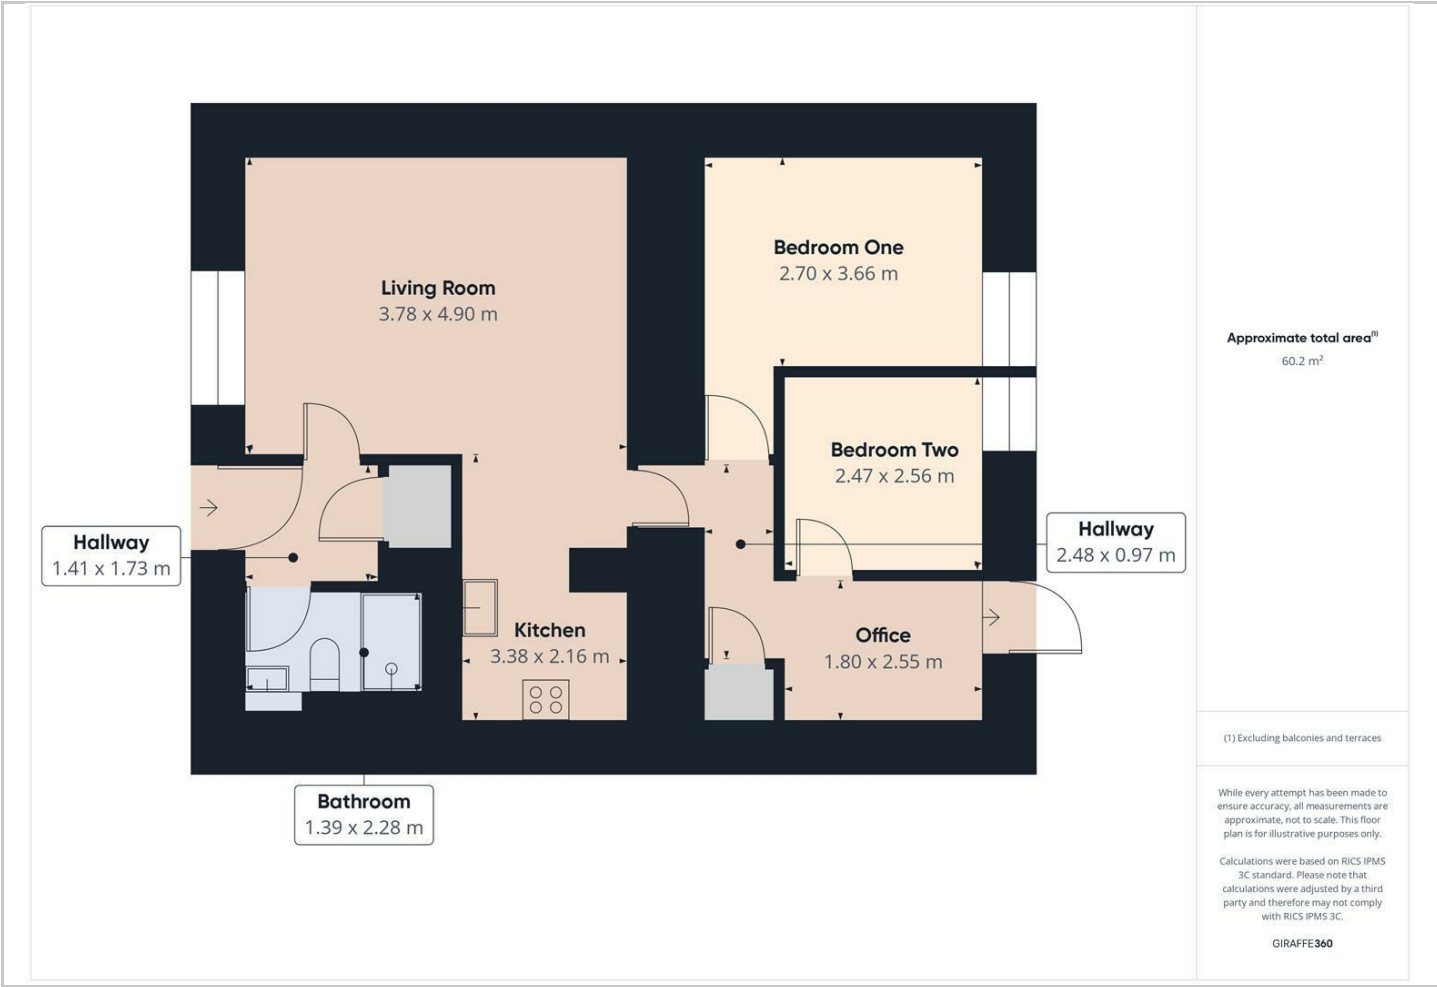 Living Room
3.78 x 4.90 m
Bedroom One
2.70 x 3.66 m
Bedroom Two
2.47 x 2.56 m
Hallway
1.41 x 1.73 m
Hallway
2.48 x 0.97 m
Kitchen
3.38 x 2.16 m
Office
1.80 x 2.55 m
Bathroom
1.39 x 2.28 m
Approximate total area(1)
60.2 m²
(1) Excluding balconies and terraces
While every attempt has been made to
ensure accuracy, all measurements are
approximate, not to scale. This floor
plan is for illustrative purposes only.
Calculations were based on RICS IPMS
3C standard. Please note that
calculations were adjusted by a third
party and therefore may not comply
with RICS IPMS 3C.
GIRAFFE360